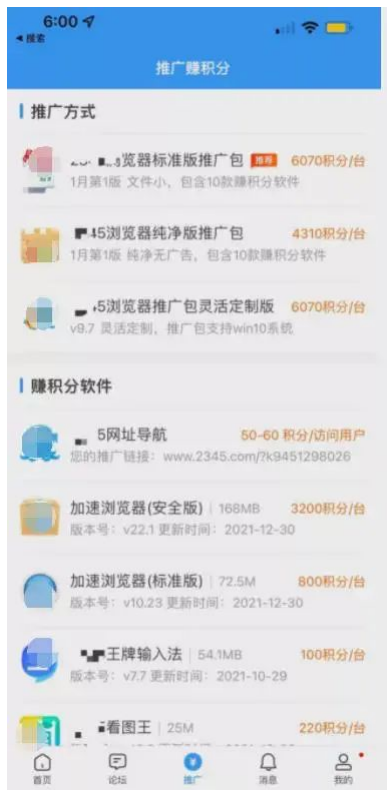 6:00
搜索
推广赚积分
推广方式
览器标准版推广包 推荐 6070积分/台
1月第1版 文件小，包含10款赚积分软件
45浏览器纯净版推广包 4310积分/台
1月第1版 纯净无广告，包含10款赚积分软件
5浏览器推广包灵活定制版 6070积分/台
v9.7 灵活定制，推广包支持win10系统
赚积分软件
5网址导航 50-60 积分/访问用户
您的推广链接：www.2345.com/?k9451298026
加速浏览器(安全版) 168MB 3200积分/台
版本号：v22.1 更新时间：2021-12-30
加速浏览器(标准版) 72.5M 800积分/台
版本号：v10.23 更新时间：2021-12-30
王牌输入法 54.1MB 100积分/台
版本号：v7.7 更新时间：2021-10-29
看图王 25M 220积分/台
首页 论坛 推广 消息 我的